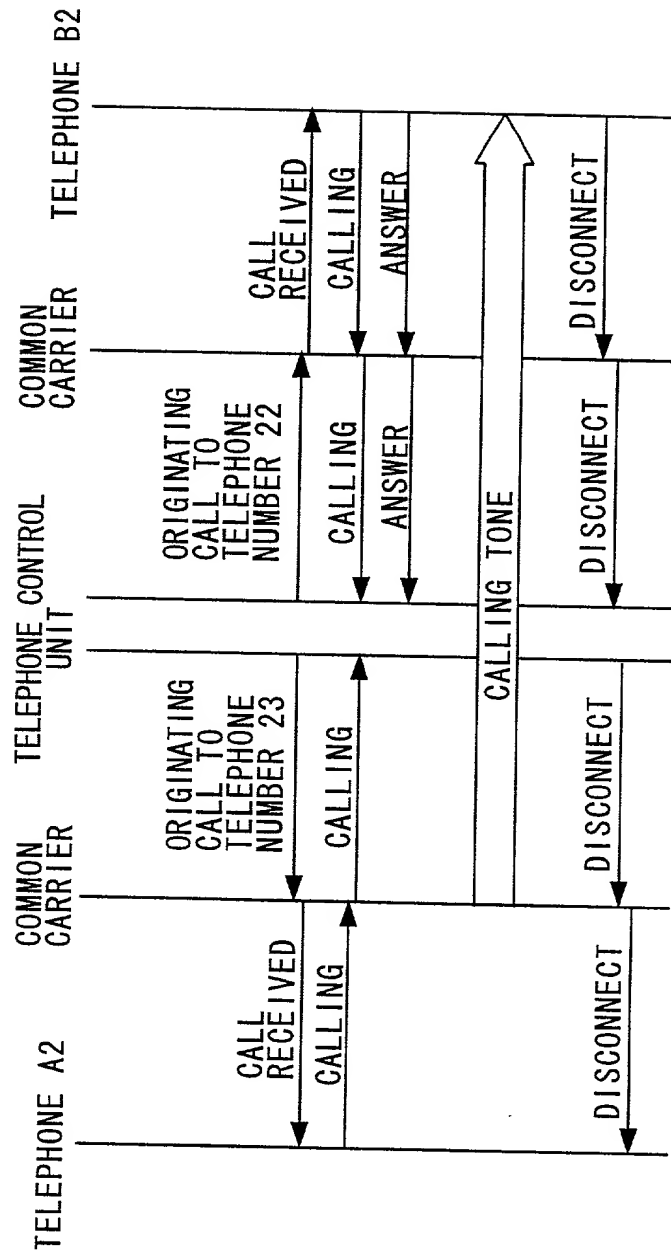 TELEPHONE A2
COMMON
CARRIER
TELEPHONE CONTROL
UNIT
COMMON
CARRIER
TELEPHONE B2
CALL
RECEIVED
CALLING
ORIGINATING
CALL TO
TELEPHONE
NUMBER 23
CALLING
ORIGINATING
CALL TO
TELEPHONE
NUMBER 22
CALLING
ANSWER
CALL
RECEIVED
CALLING
ANSWER
CALLING TONE
DISCONNECT
DISCONNECT
DISCONNECT
DISCONNECT